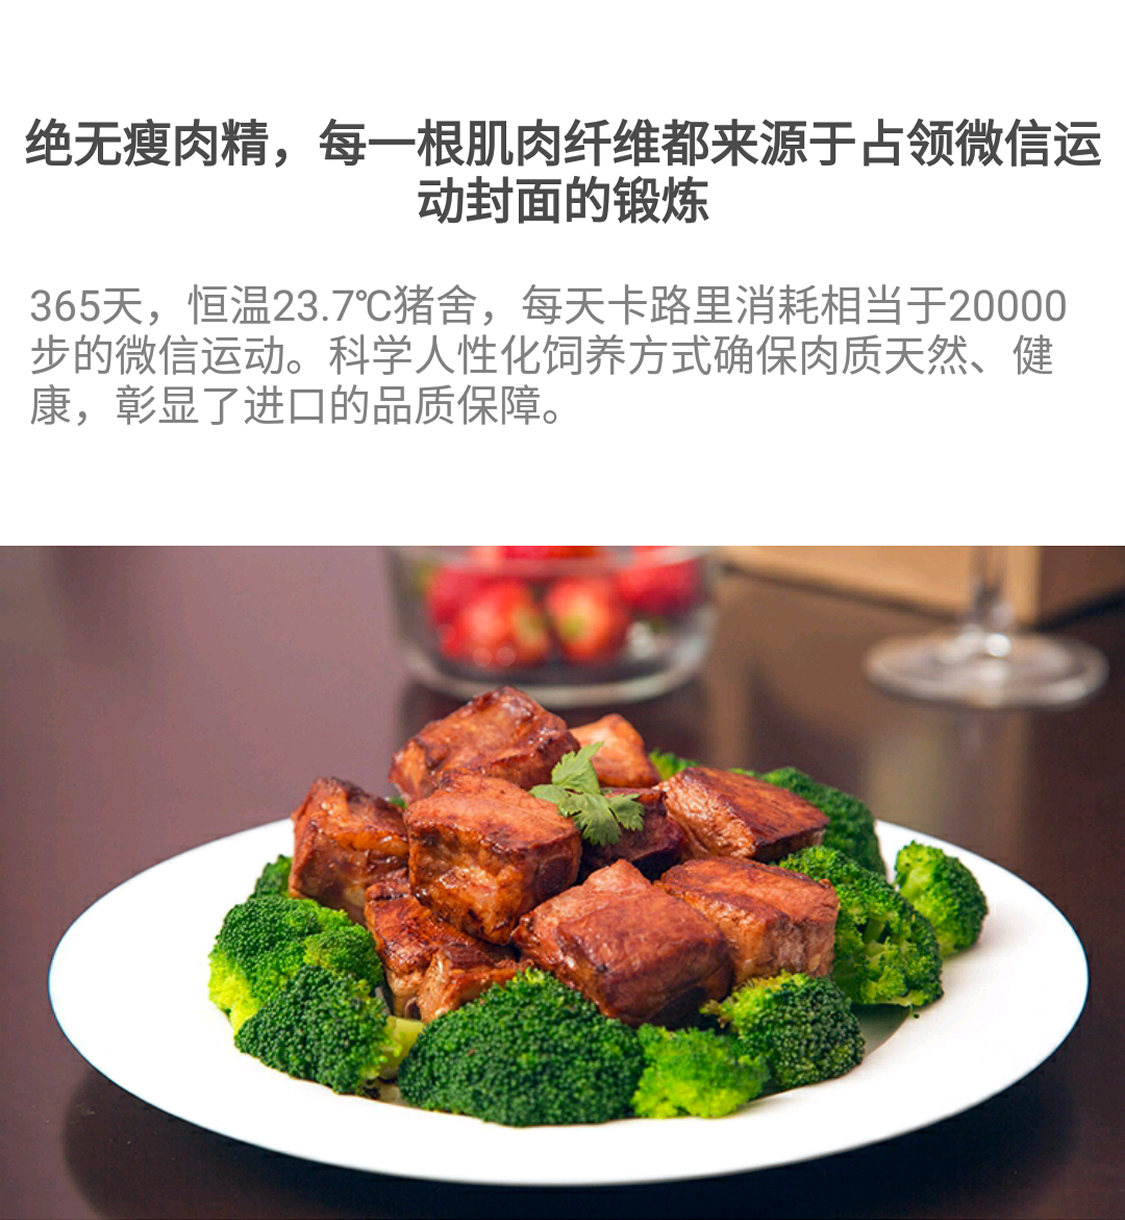 绝无瘦肉精，每一根肌肉纤维都来源于占领微信运
动封面的锻炼
365天，恒温23.7℃猪舍，每天卡路里消耗相当于20000
步的微信运动。科学人性化饲养方式确保肉质天然、健
康，彰显了进口的品质保障。